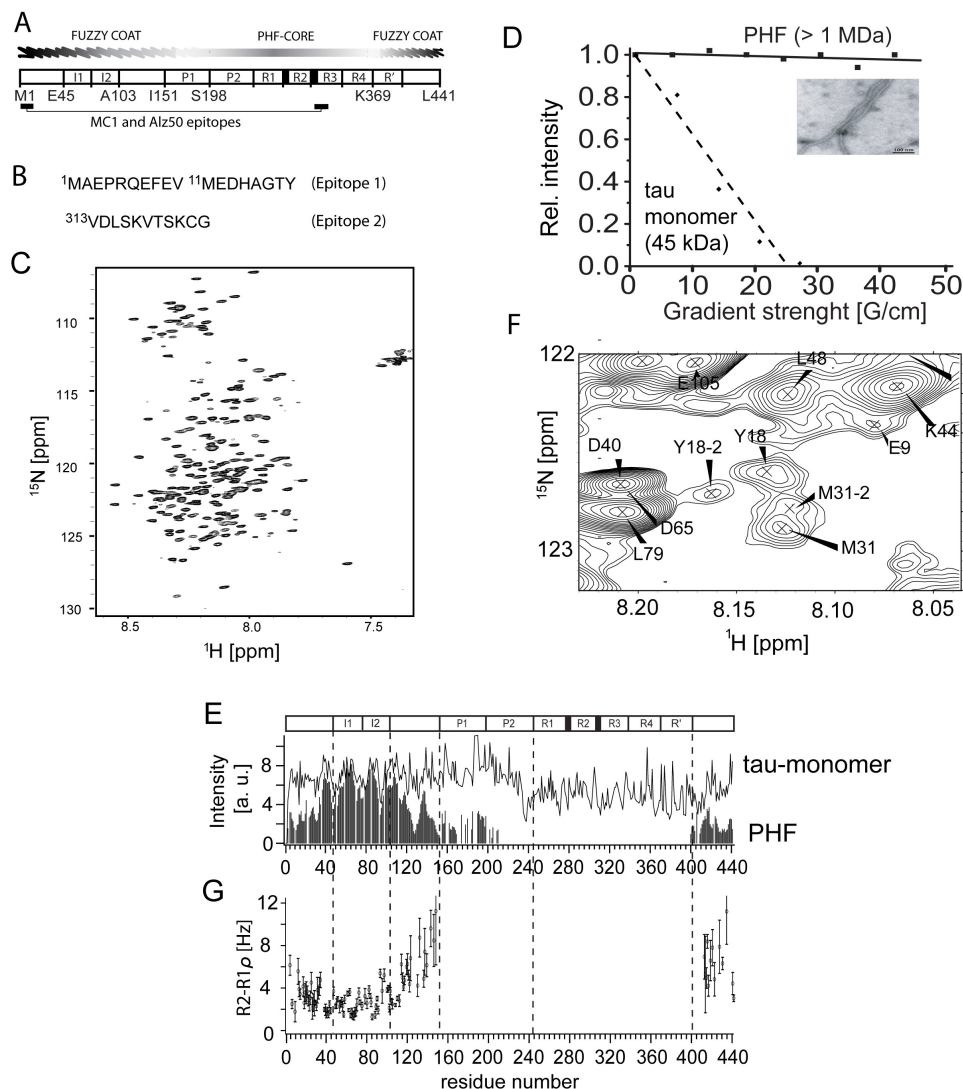 A
FUZZY COAT PHF-CORE FUZZY COAT
I1 I2 P1 P2 R1 R2 R3 R4 R'
M1 E45 A103 I151 S198 K369 L441
MC1 and Alz50 epitopes
B
1MAEPRQEFEV 11MEDHAGTY (Epitope 1)
313VDLSKVTSKCG (Epitope 2)
C
110
115
120
125
130
15N [ppm]
8.5 8.0 7.5
1H [ppm]
D
PHF (> 1 MDa)
1.0
0.8
0.6
0.4
0.2
0.0
Rel. intensity
tau
monomer
(45 kDa)
100 nm
0 10 20 30 40 50
Gradient strenght [G/cm]
F
122
123
15N [ppm]
L48
E105
K44
E9
D40
Y18-2
Y18
M31-2
D65
M31
L79
8.20 8.15 8.10 8.05
1H [ppm]
E
I1 I2 P1 P2 R1 R2 R3 R4 R'
8
4
0
Intensity
[a. u.]
tau-monomer
PHF
0 40 80 120 160 200 240 280 320 360 400 440
G
12
8
4
0
R2-R1ρ [Hz]
0 40 80 120 160 200 240 280 320 360 400 440
residue number